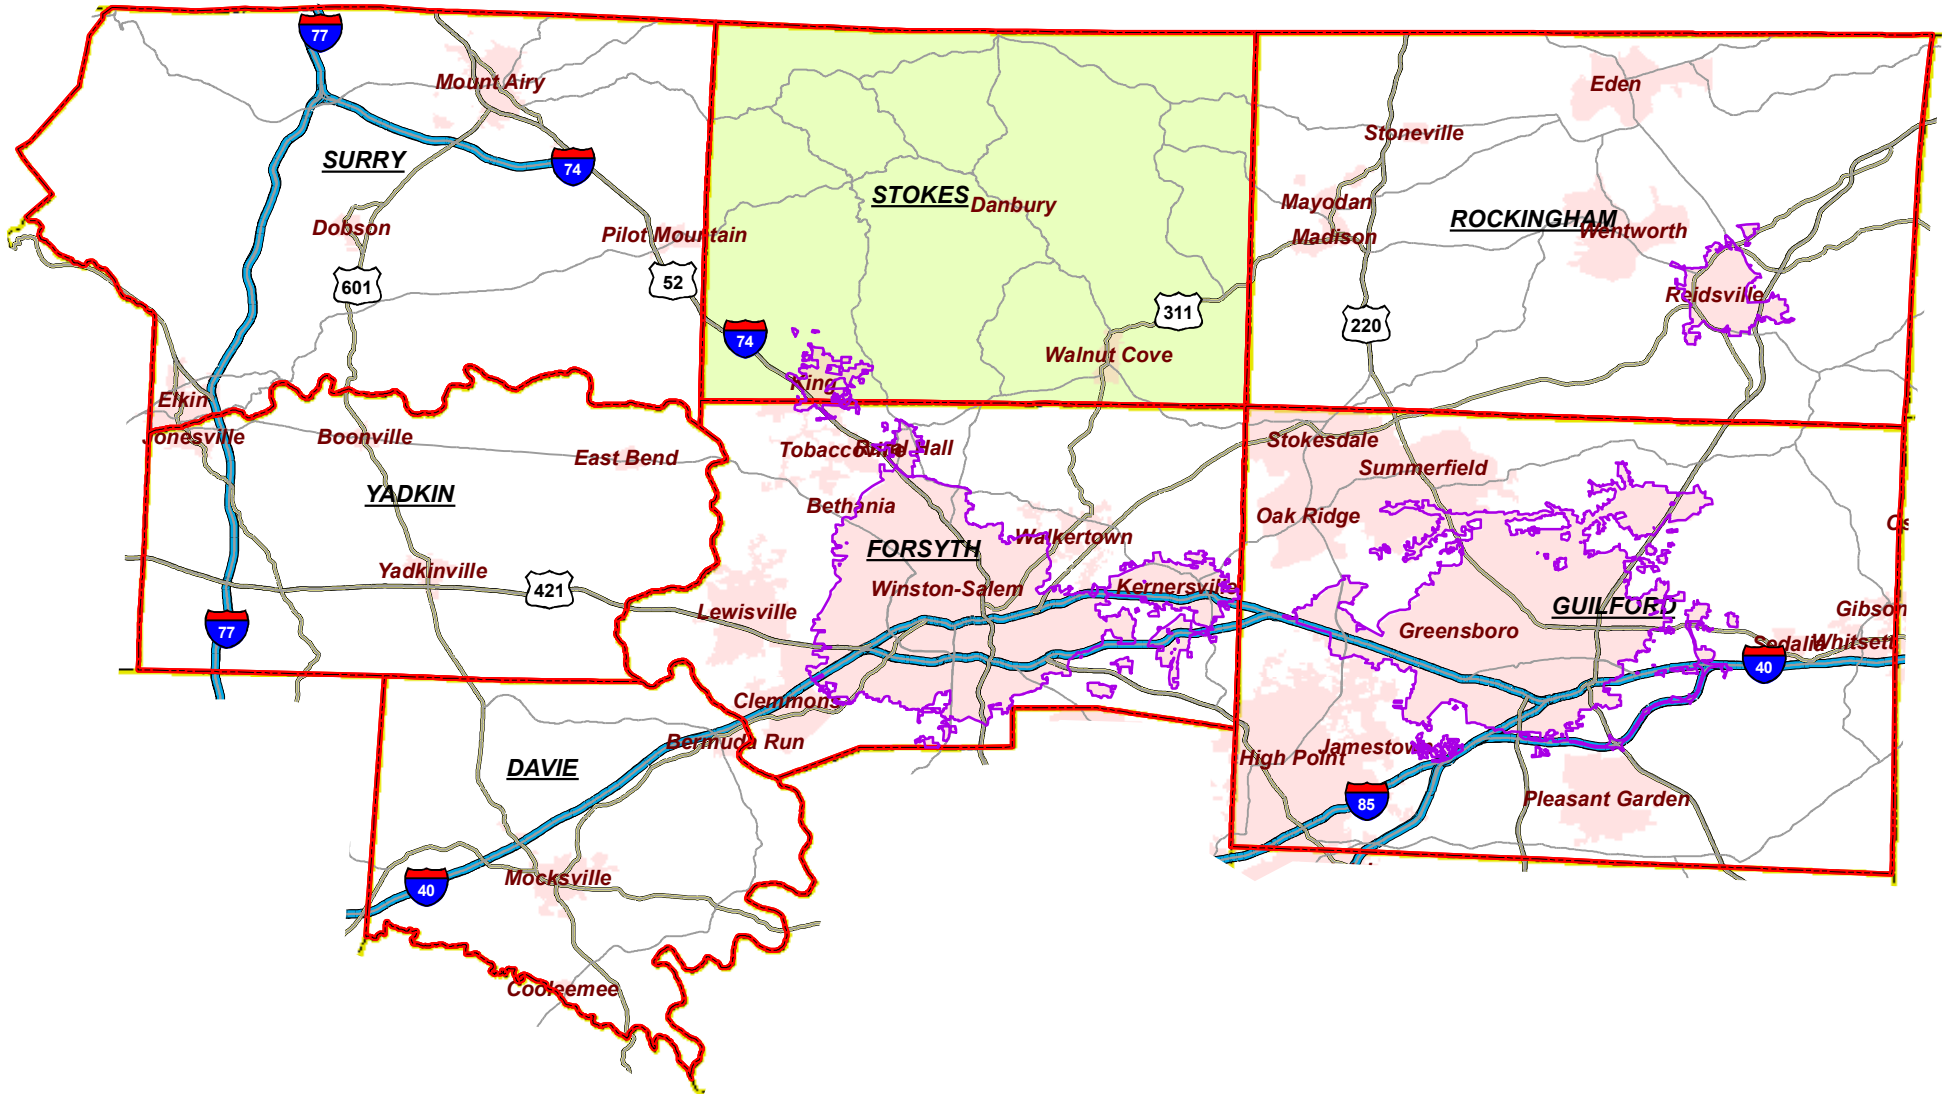 77
Mount Airy
Eden
Stoneville
SURRY
74
STOKES
Danbury
Mayodan
ROCKINGHAM
Dobson
Pilot Mountain
Madison
Wentworth
601
52
311
Reidsville
220
74
Walnut Cove
King
Elkin
Jonesville
Boonville
East Bend
Tobaccoville
Rural Hall
Stokesdale
Summerfield
YADKIN
Bethania
Oak Ridge
FORSYTH
Walkertown
Yadkinville
421
Winston-Salem
Kernersville
Lewisville
GUILFORD
Gibson
77
Greensboro
Sedalia
Whitsett
40
Clemmons
Bermuda Run
Jamestown
High Point
DAVIE
85
Pleasant Garden
40
Mocksville
Cooleemee